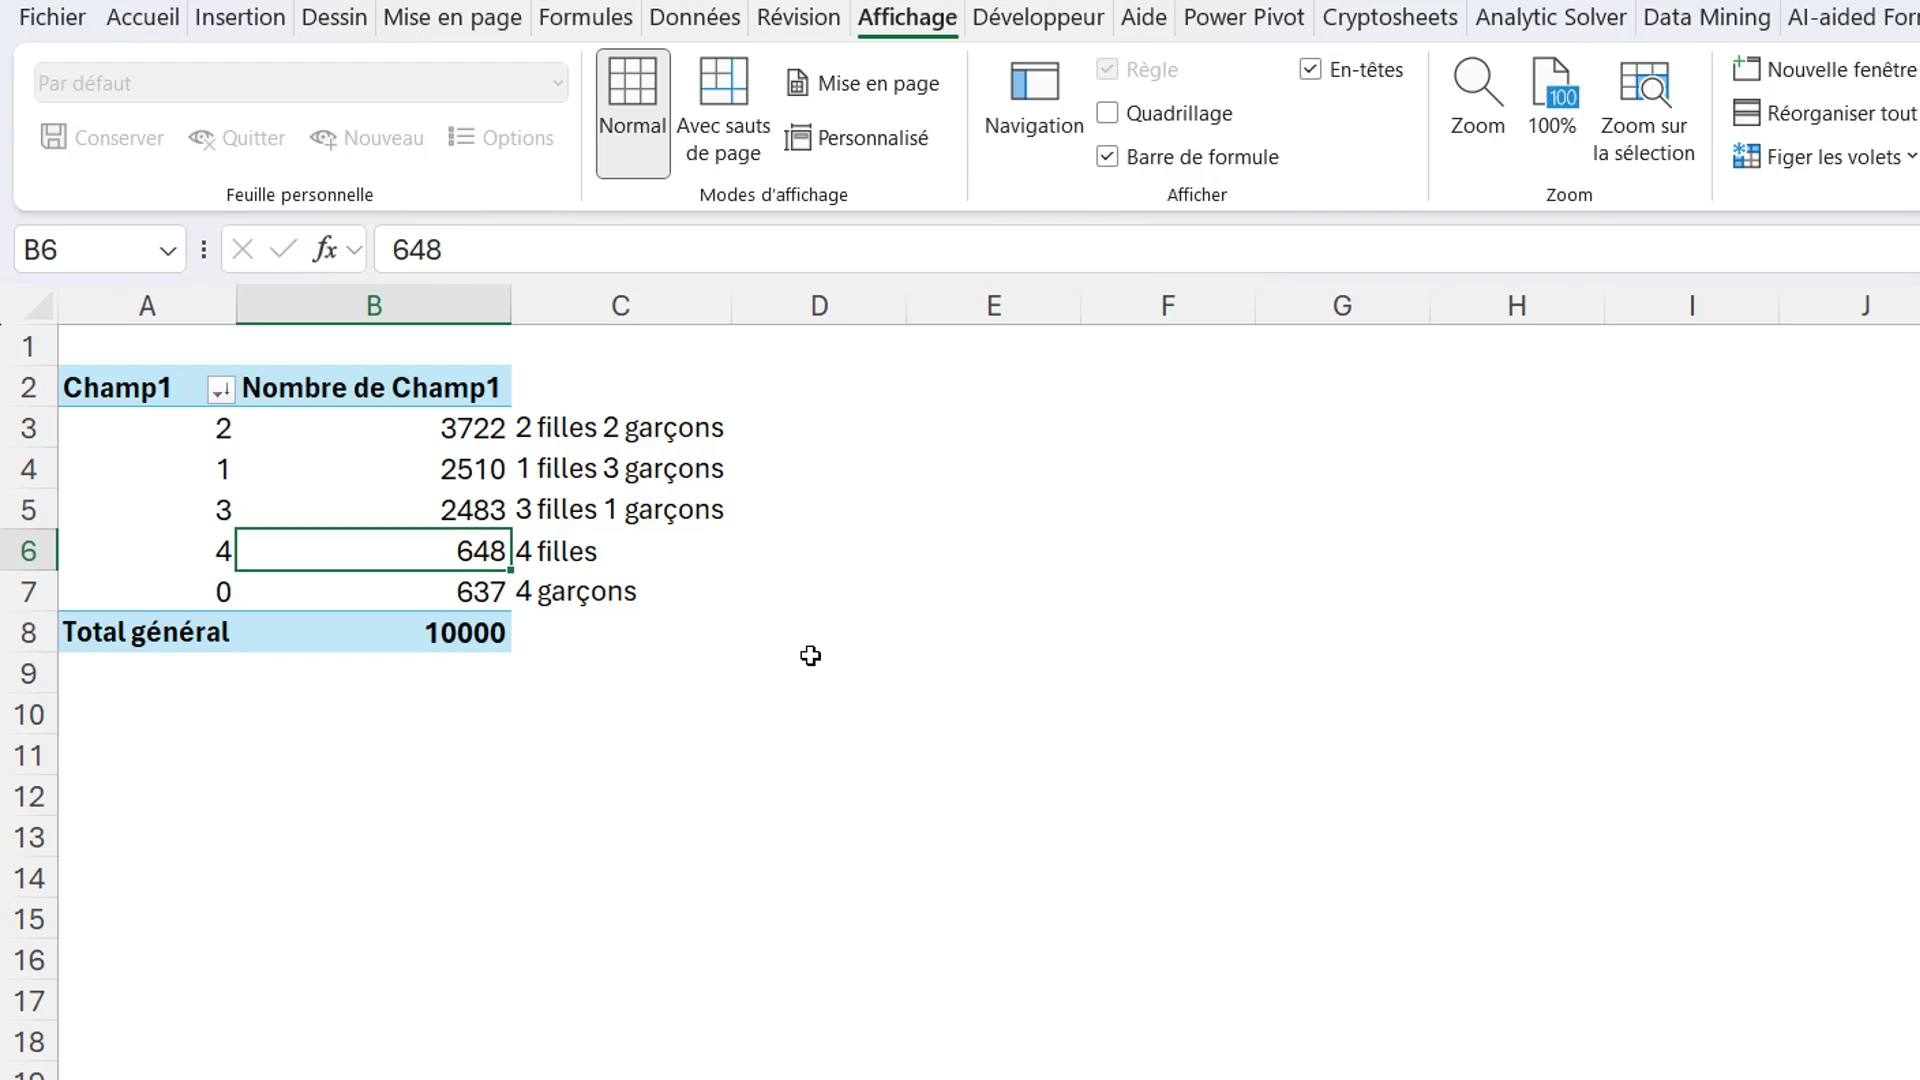 Fichier Accueil Insertion Dessin Mise en page Formules Données Révision Affichage Développeur Aide Power Pivot Cryptosheets Analytic Solver Data Mining
Par défaut
Conserver Quitter Nouveau Options
Feuille personnelle
Normal
Avec sauts
de page
Mise en page
Personnalisé
Modes d'affichage
Navigation
Règle
Quadrillage
Barre de formule
En-têtes
Afficher
Zoom
100
100%
Zoom sur
la sélection
Zoom
Nouvelle fenêtre
Réorganiser tout
Figer les volets
B6 fx 648
A B C D E F G H I J
1
2 Champ1 Nombre de Champ1
3 2 3722 2 filles 2 garçons
4 1 2510 1 filles 3 garçons
5 3 2483 3 filles 1 garçons
6 4 648 4 filles
7 0 637 4 garçons
8 Total général 10000
9
10
11
12
13
14
15
16
17
18